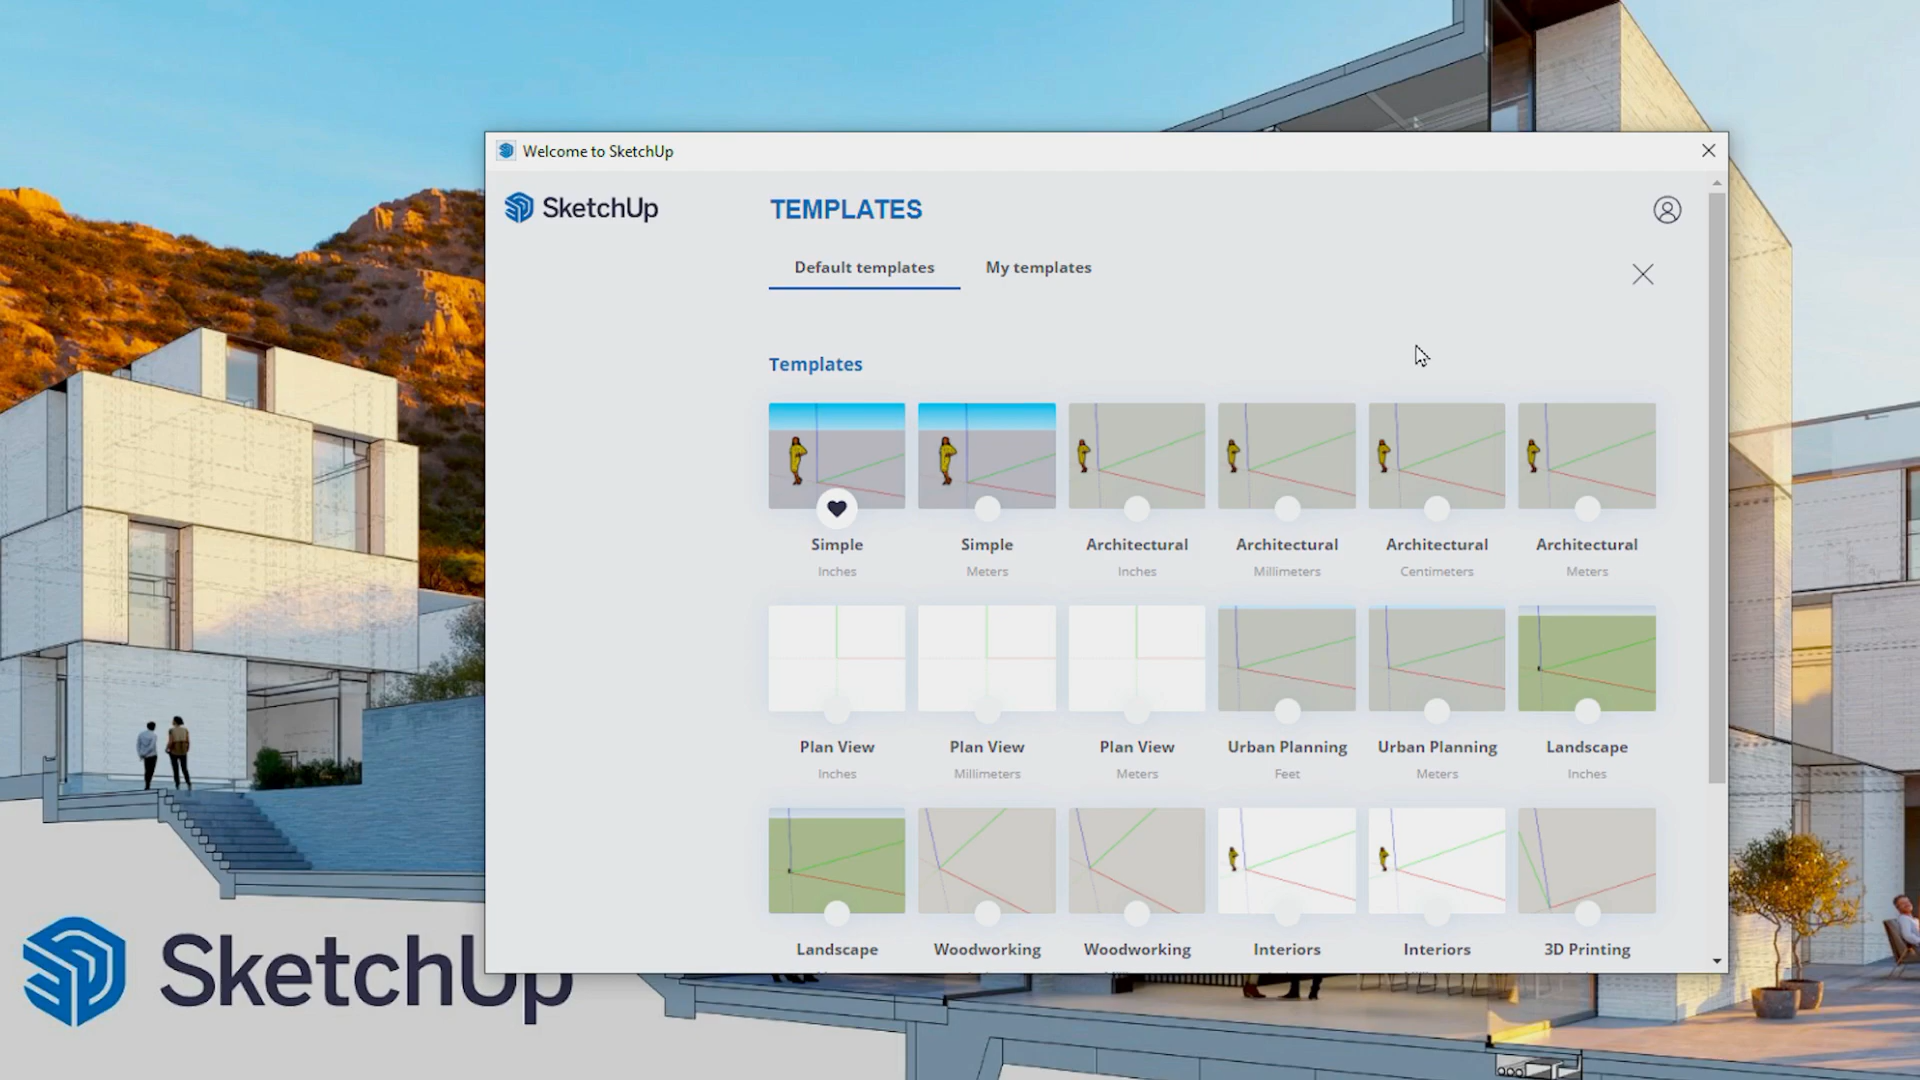 Welcome to SketchUp
SketchUp
TEMPLATES
Default templates
My templates
Templates
Simple
Simple
Architectural
Architectural
Architectural
Architectural
Inches
Meters
Inches
Millimeters
Centimeters
Meters
Plan View
Plan View
Plan View
Urban Planning
Urban Planning
Landscape
Inches
Millimeters
Meters
Feet
Meters
Inches
Landscape
Woodworking
Woodworking
Interiors
Interiors
3D Printing
SketchUp